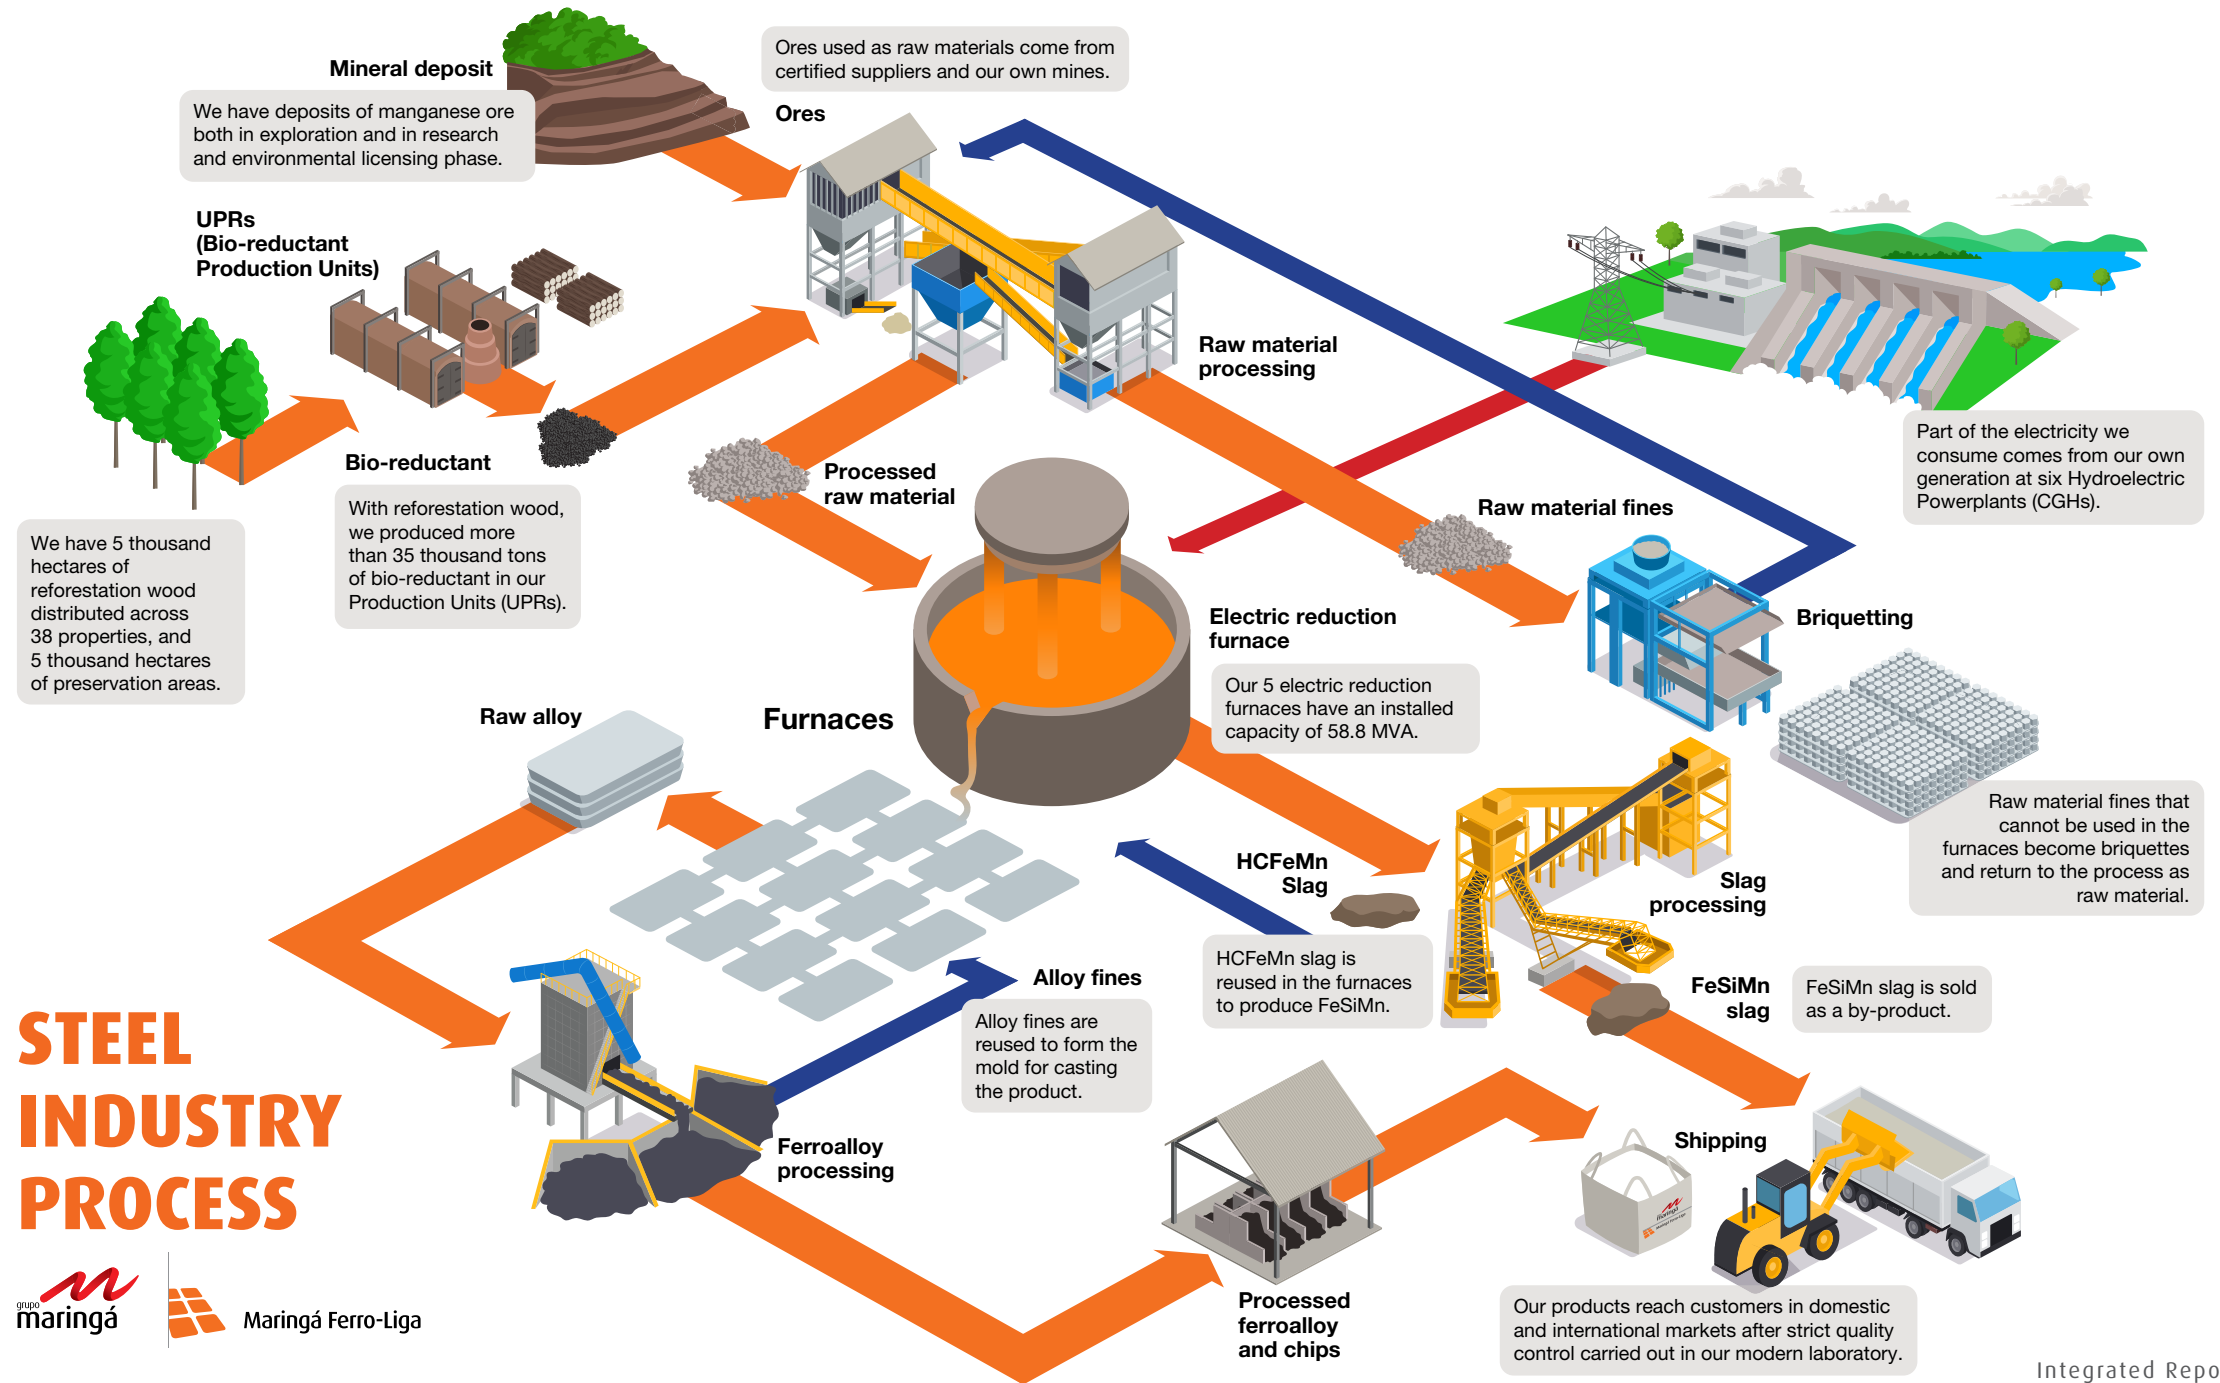 Mineral deposit
We have deposits of manganese ore
both in exploration and in research
and environmental licensing phase.
Ores used as raw materials come from
certified suppliers and our own mines.
Ores
UPRs
(Bio-reductant
Production Units)
Raw material
processing
Part of the electricity we
consume comes from our own
generation at six Hydroelectric
Powerplants (CGHs).
Bio-reductant
With reforestation wood,
we produced more
than 35 thousand tons
of bio-reductant in our
Production Units (UPRs).
Processed
raw material
Raw material fines
We have 5 thousand
hectares of
reforestation wood
distributed across
38 properties, and
5 thousand hectares
of preservation areas.
Electric reduction
furnace
Our 5 electric reduction
furnaces have an installed
capacity of 58.8 MVA.
Briquetting
Raw material fines that
cannot be used in the
furnaces become briquettes
and return to the process as
raw material.
Raw alloy
Furnaces
HCFeMn
Slag
HCFeMn slag is
reused in the furnaces
to produce FeSiMn.
Slag
processing
FeSiMn
slag
FeSiMn slag is sold
as a by-product.
Alloy fines
Alloy fines are
reused to form the
mold for casting
the product.
STEEL
INDUSTRY
PROCESS
Ferroalloy
processing
Shipping
maringá
Maringá Ferro-Liga
Processed
ferroalloy
and chips
Our products reach customers in domestic
and international markets after strict quality
control carried out in our modern laboratory.
grupo
maringá
Maringá Ferro-Liga
Integrated Repo